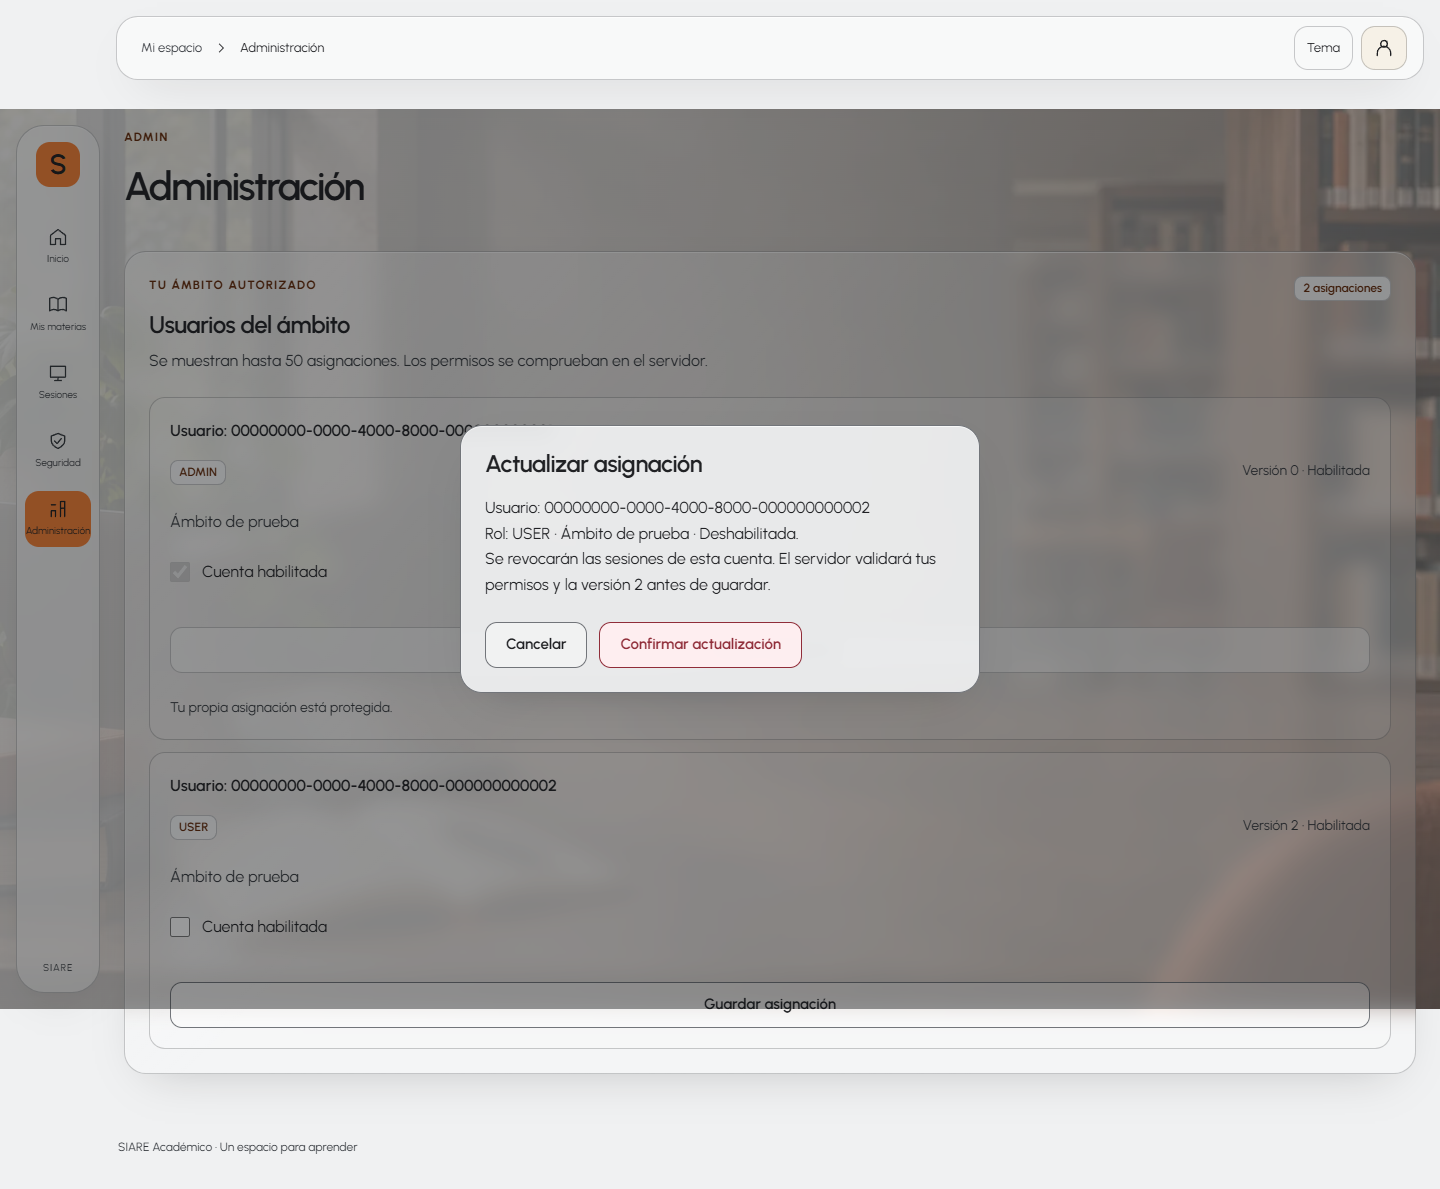 Mi espacio > Administración
Tema
ADMIN
Administración
S
Inicio
Mis materias
Sesiones
Seguridad
Administración
SIARE
TU ÁMBITO AUTORIZADO
2 asignaciones
Usuarios del ámbito
Se muestran hasta 50 asignaciones. Los permisos se comprueban en el servidor.
Usuario: 00000000-0000-4000-8000-000
ADMIN
Versión 0 · Habilitada
Ámbito de prueba
Cuenta habilitada
Tu propia asignación está protegida.
Actualizar asignación
Usuario: 00000000-0000-4000-8000-000000000002
Rol: USER · Ámbito de prueba · Deshabilitada.
Se revocarán las sesiones de esta cuenta. El servidor validará tus
permisos y la versión 2 antes de guardar.
Cancelar
Confirmar actualización
Usuario: 00000000-0000-4000-8000-000000000002
USER
Versión 2 · Habilitada
Ámbito de prueba
Cuenta habilitada
Guardar asignación
SIARE Académico · Un espacio para aprender